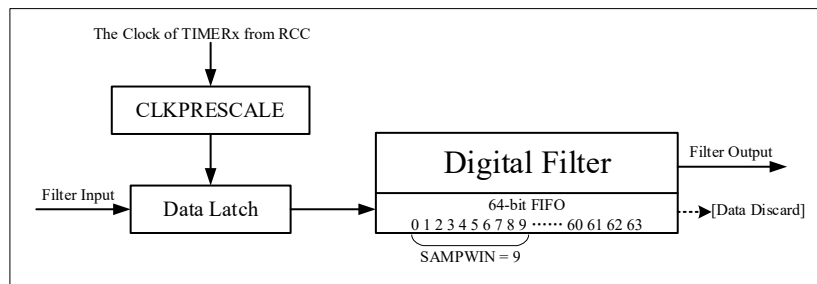 The Clock of TIMERx from RCC
CLKPRESCALE
Digital Filter
Filter Output
Filter Input
Data Latch
64-bit FIFO
[Data Discard]
0 1 2 3 4 5 6 7 8 9 ······ 60 61 62 63
SAMPWIN = 9